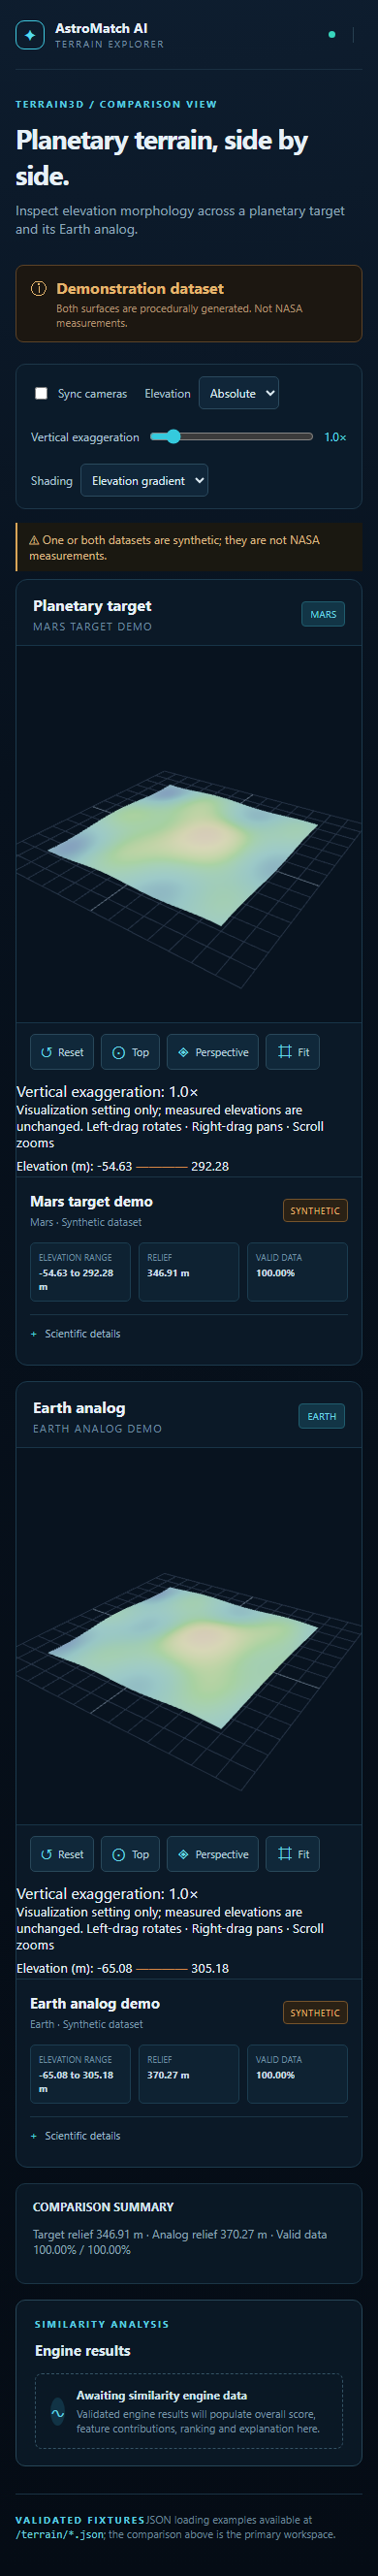 AstroMatch AI
TERRAIN EXPLORER
TERRAIN3D / COMPARISON VIEW
Planetary terrain, side by
side.
Inspect elevation morphology across a planetary target
and its Earth analog.
Demonstration dataset
Both surfaces are procedurally generated. Not NASA
measurements.
Sync cameras Elevation Absolute
Vertical exaggeration 1.0×
Shading Elevation gradient
⚠ One or both datasets are synthetic; they are not NASA
measurements.
Planetary target
MARS TARGET DEMO
MARS
↺ Reset Top Perspective Fit
Vertical exaggeration: 1.0×
Visualization setting only; measured elevations are
unchanged. Left-drag rotates · Right-drag pans · Scroll
zooms
Elevation (m): -54.63 ———— 292.28
Mars target demo
Mars · Synthetic dataset
SYNTHETIC
ELEVATION RANGE
-54.63 to 292.28
m
RELIEF
346.91 m
VALID DATA
100.00%
+ Scientific details
Earth analog
EARTH ANALOG DEMO
EARTH
↺ Reset Top Perspective Fit
Vertical exaggeration: 1.0×
Visualization setting only; measured elevations are
unchanged. Left-drag rotates · Right-drag pans · Scroll
zooms
Elevation (m): -65.08 ———— 305.18
Earth analog demo
Earth · Synthetic dataset
SYNTHETIC
ELEVATION RANGE
-65.08 to 305.18
m
RELIEF
370.27 m
VALID DATA
100.00%
+ Scientific details
COMPARISON SUMMARY
Target relief 346.91 m · Analog relief 370.27 m · Valid data
100.00% / 100.00%
SIMILARITY ANALYSIS
Engine results
Awaiting similarity engine data
Validated engine results will populate overall score,
feature contributions, ranking and explanation here.
VALIDATED FIXTURES JSON loading examples available at
/terrain/*.json; the comparison above is the primary workspace.